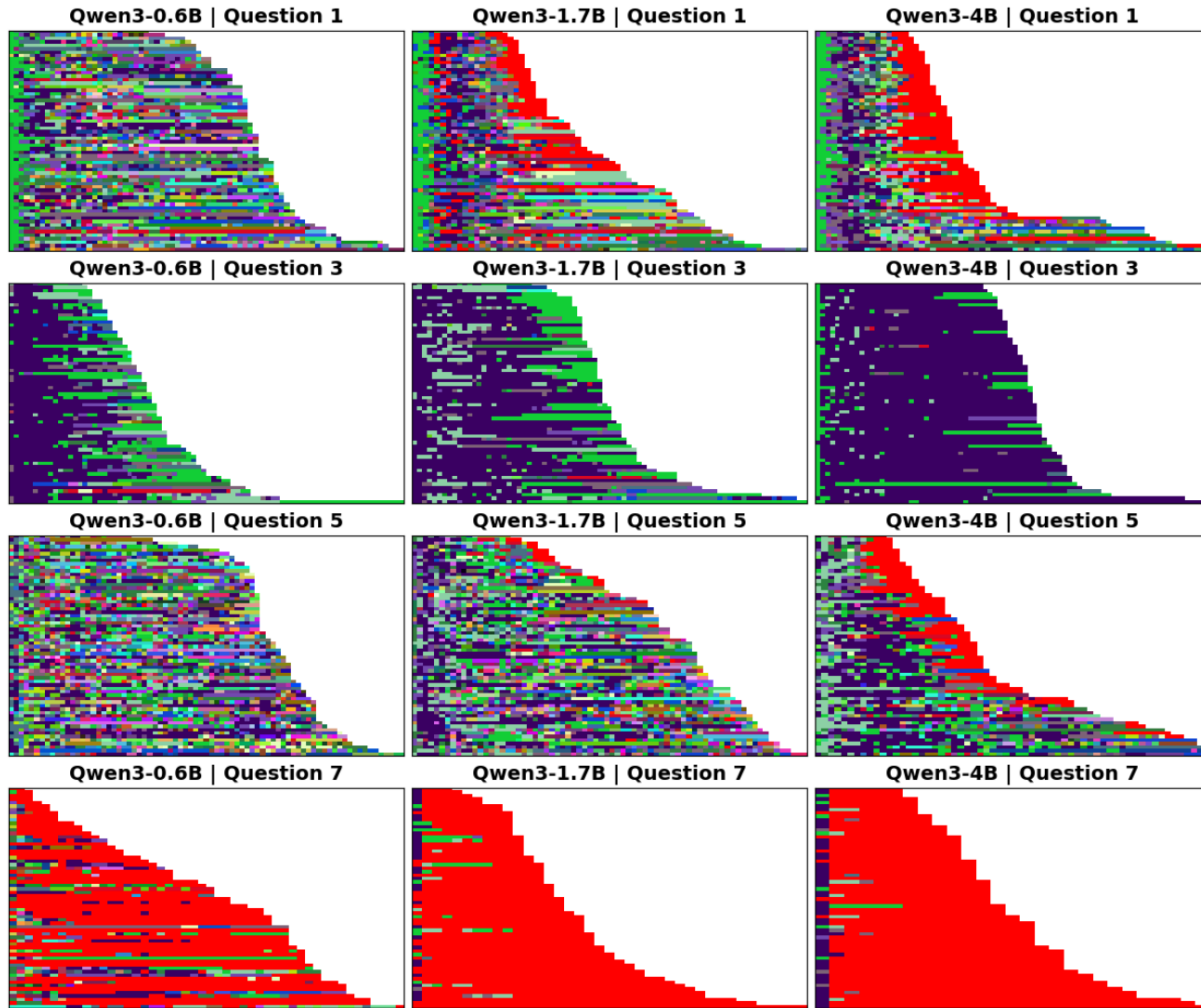 Qwen3-0.6B | Question 1
Qwen3-1.7B | Question 1
Qwen3-4B | Question 1
Qwen3-0.6B | Question 3
Qwen3-1.7B | Question 3
Qwen3-4B | Question 3
Qwen3-0.6B | Question 5
Qwen3-1.7B | Question 5
Qwen3-4B | Question 5
Qwen3-0.6B | Question 7
Qwen3-1.7B | Question 7
Qwen3-4B | Question 7